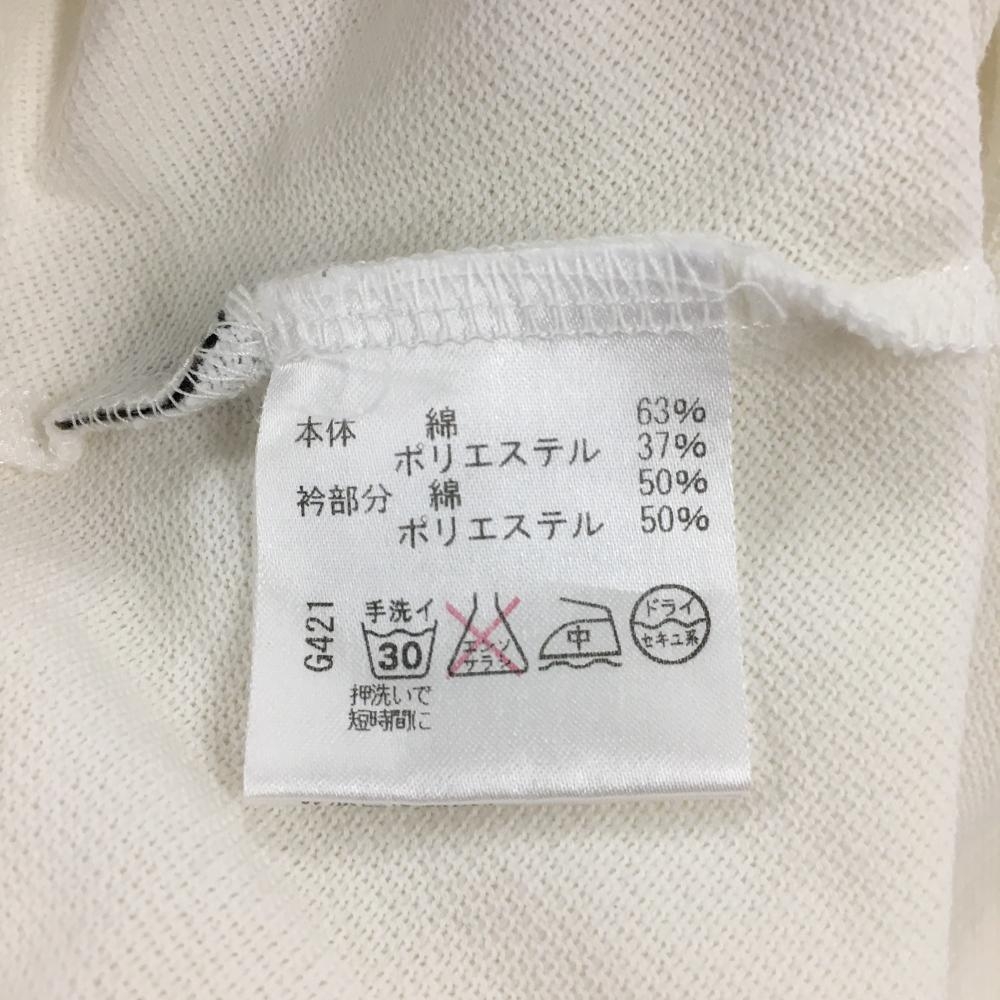 本体 綿 63%
ポリエステル 37%
衿部分 綿 50%
ポリエステル 50%
G421
手洗イ
30
押洗いで
短時間に
エンソ
サラシ
中
ドライ
セキユ系